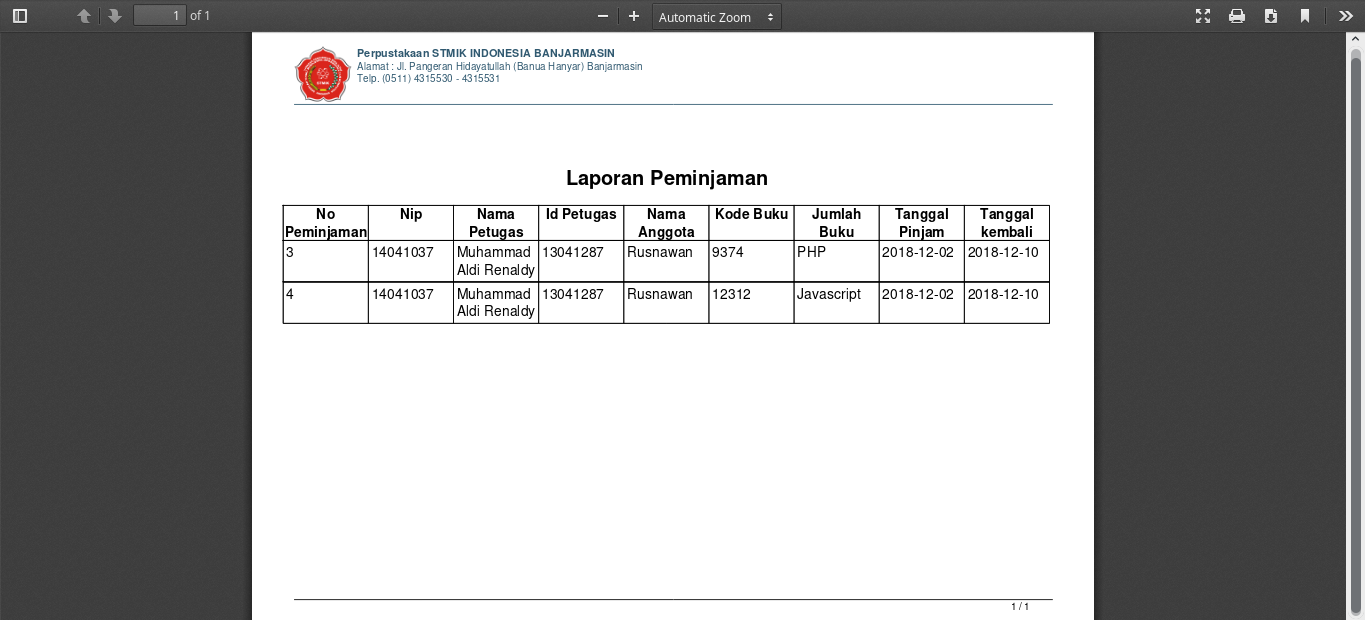 1 of 1 Automatic Zoom
Perpustakaan STMIK INDONESIA BANJARMASIN
Alamat : Jl. Pangeran Hidayatullah (Banua Hanyar) Banjarmasin
Telp. (0511) 4315530 - 4315531
STMIK
Laporan Peminjaman
No Peminjaman Nip Nama Petugas Id Petugas Nama Anggota Kode Buku Jumlah Buku Tanggal Pinjam Tanggal kembali
3 14041037 Muhammad Aldi Renaldy 13041287 Rusnawan 9374 PHP 2018-12-02 2018-12-10
4 14041037 Muhammad Aldi Renaldy 13041287 Rusnawan 12312 Javascript 2018-12-02 2018-12-10
1 / 1